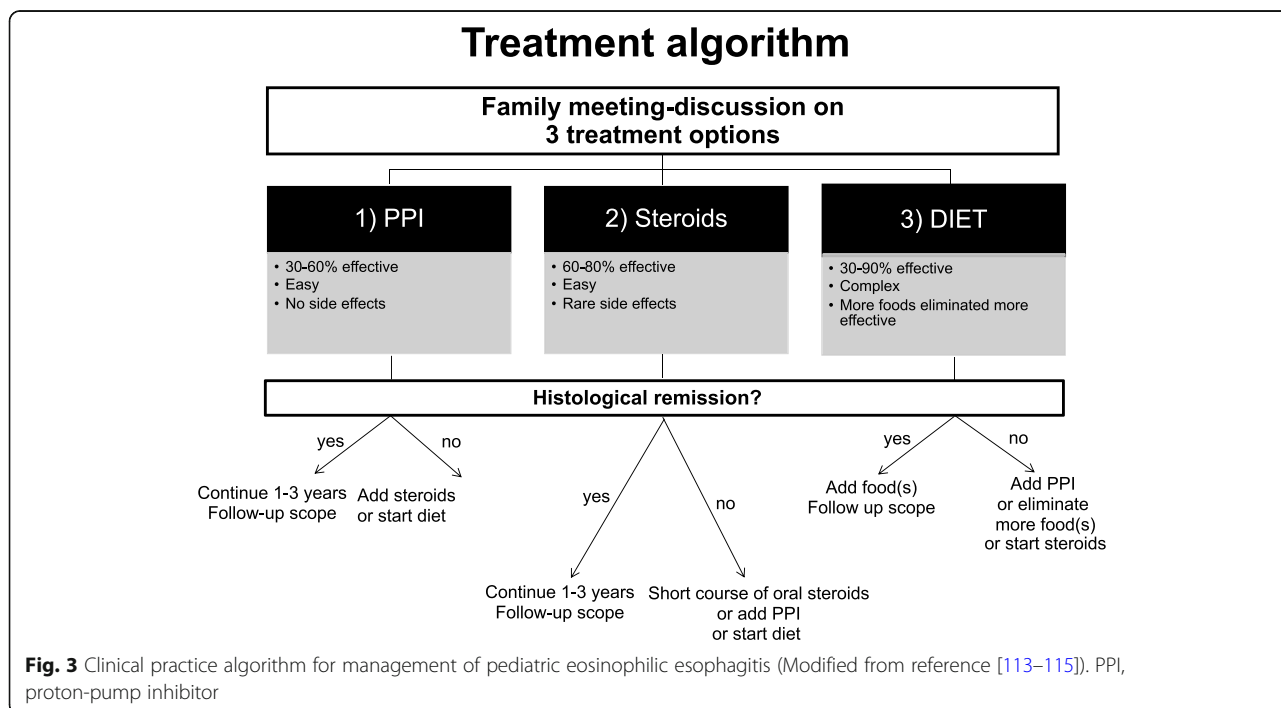 Treatment algorithm
Family meeting-discussion on
3 treatment options
1) PPI
• 30-60% effective
• Easy
• No side effects
2) Steroids
• 60-80% effective
• Easy
• Rare side effects
3) DIET
• 30-90% effective
• Complex
• More foods eliminated more
effective
Histological remission?
yes
no
Continue 1-3 years
Follow-up scope
Add steroids
or start diet
yes
no
Continue 1-3 years
Follow-up scope
Short course of oral steroids
or add PPI
or start diet
yes
no
Add food(s)
Follow up scope
Add PPI
or eliminate
more food(s)
or start steroids
Fig. 3 Clinical practice algorithm for management of pediatric eosinophilic esophagitis (Modified from reference [113–115]). PPI,
proton-pump inhibitor